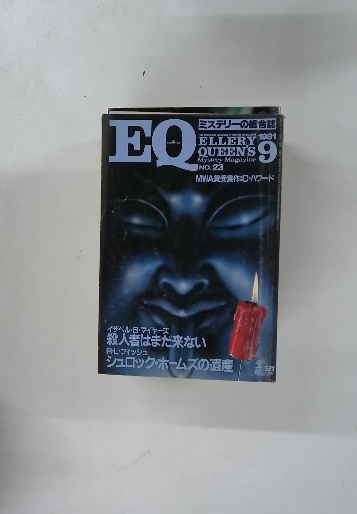 ミステリーの総合誌
EQ
ELLERY
QUEEN'S
Mystery Magazine
1981
9
NO.23
MWA賞受賞作=C・ハワード
イザベル・B・マイヤーズ
殺人者はまだ来ない
R・L・フィッシュ
シュロック・ホームズの遺産